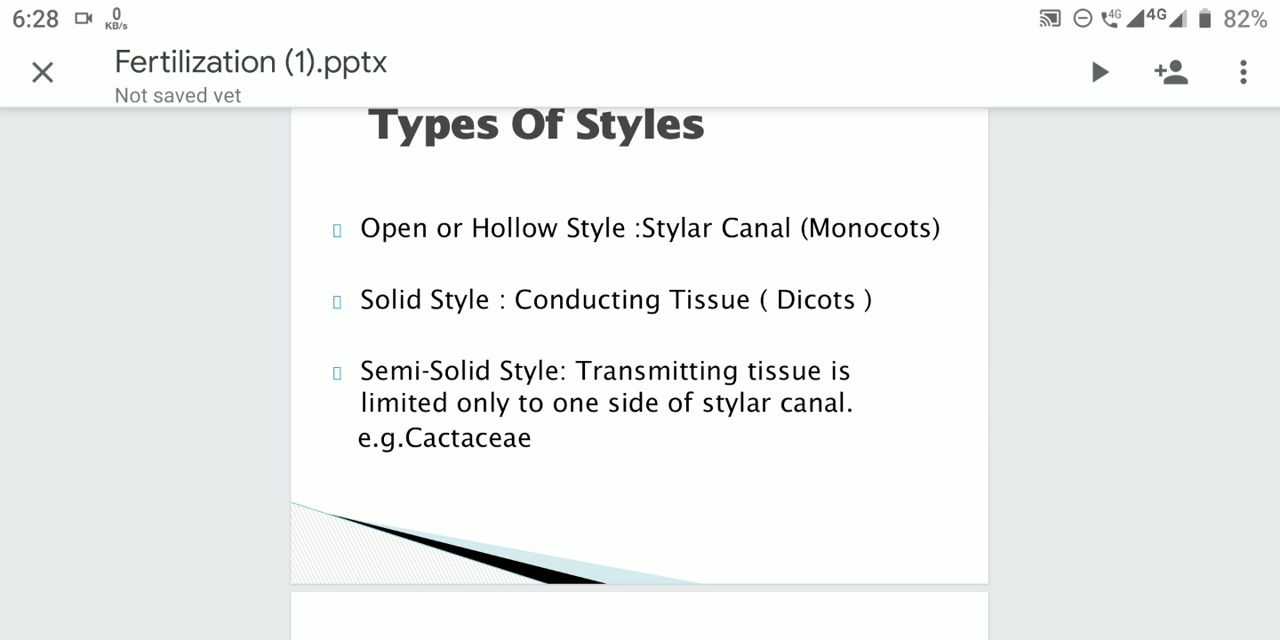 6:28 0 KB/s 4G 4G 82%
Fertilization (1).pptx
Not saved vet
Types Of Styles
Open or Hollow Style :Stylar Canal (Monocots)
Solid Style : Conducting Tissue ( Dicots )
Semi-Solid Style: Transmitting tissue is
limited only to one side of stylar canal.
e.g.Cactaceae